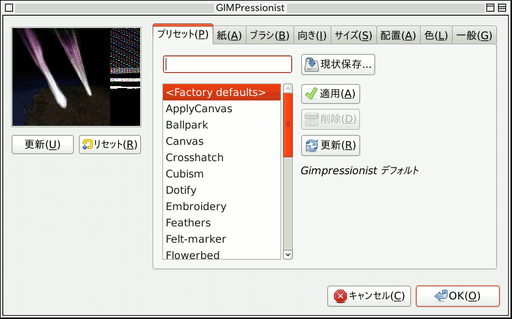 GIMPressionist
プリセット(P)
紙(A)
ブラシ(B)
向き(I)
サイズ(S)
配置(A)
色(L)
一般(G)
現状保存...
<Factory defaults>
適用(A)
ApplyCanvas
削除(D)
Ballpark
更新(U)
リセット(R)
Canvas
更新(R)
Crosshatch
Cubism
Gimpressionist デフォルト
Dotify
Embroidery
Feathers
Felt-marker
Flowerbed
キャンセル(C)
OK(O)